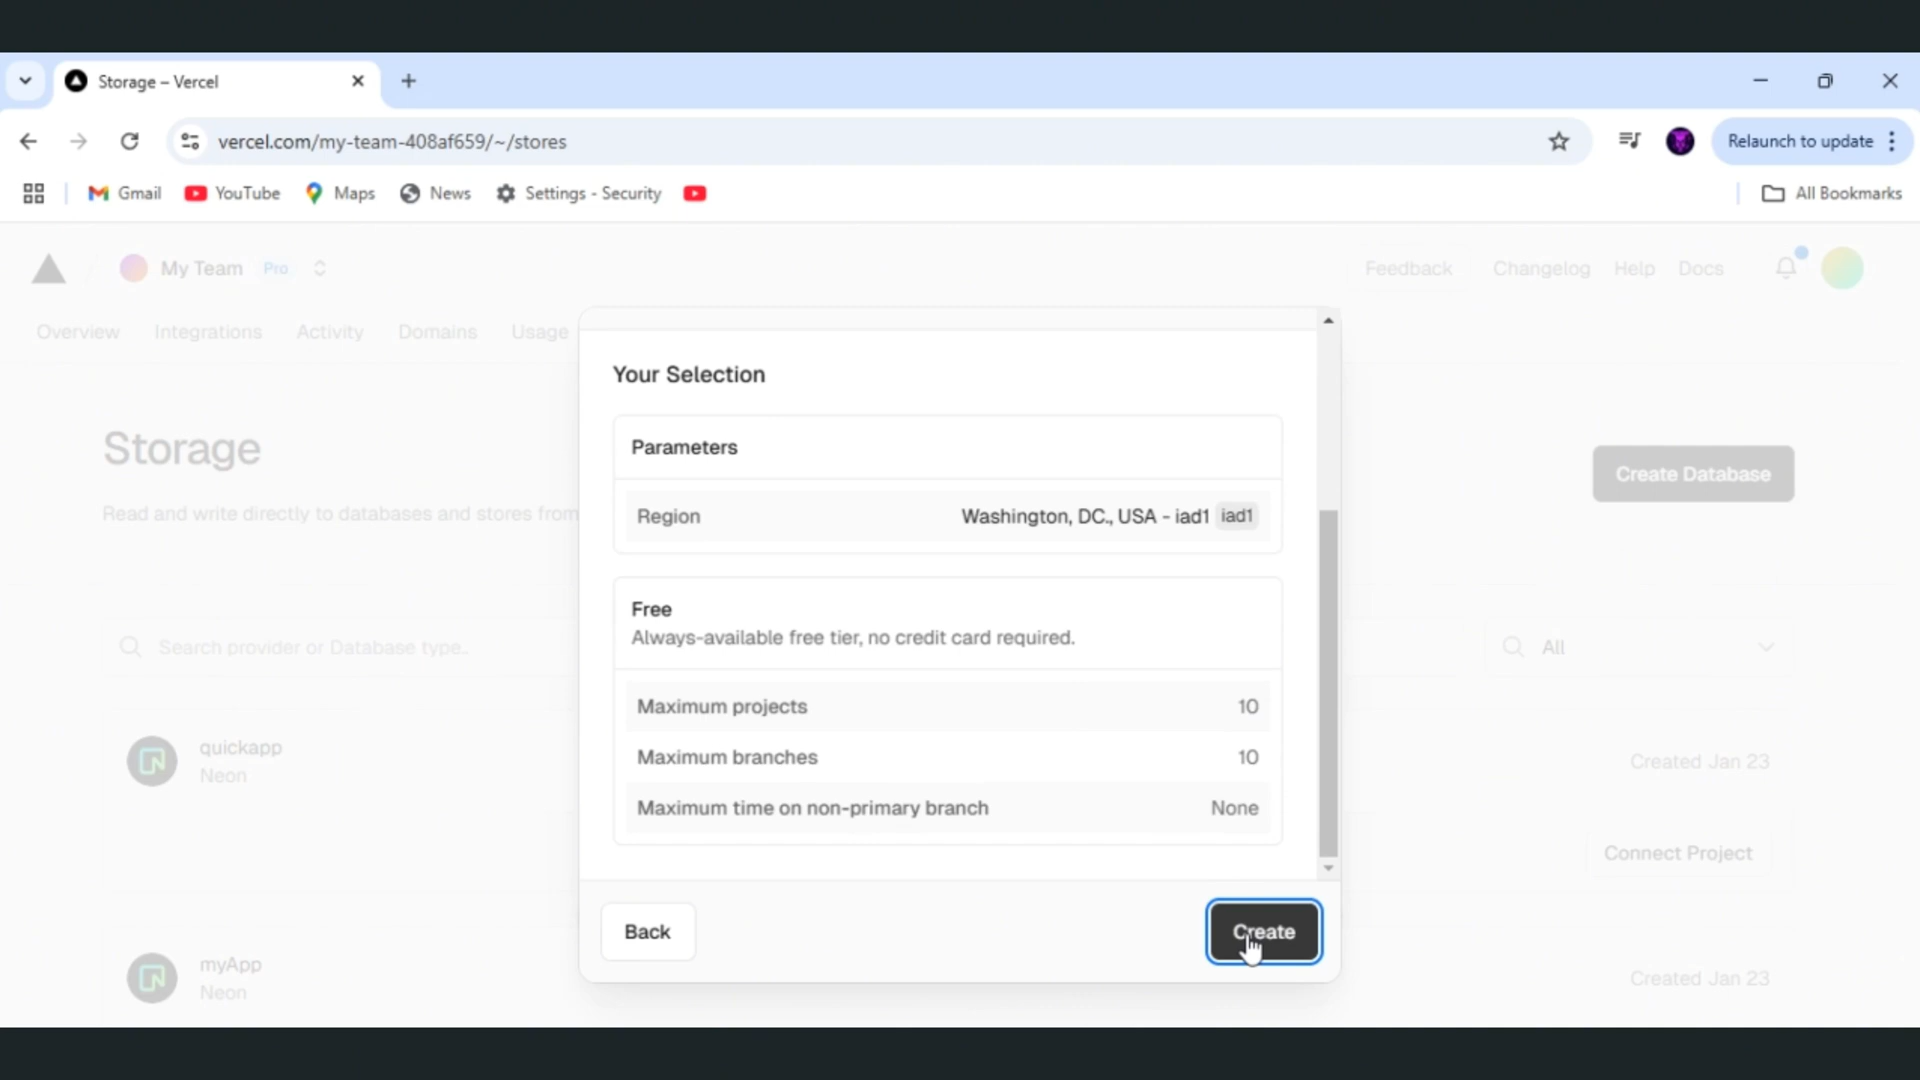 Storage – Vercel
vercel.com/my-team-408af659/~/stores
Relaunch to update
Gmail YouTube Maps News Settings - Security All Bookmarks
My Team Pro Feedback Changelog Help Docs
Overview Integrations Activity Domains Usage
Storage
Read and write directly to databases and stores from
Create Database
Search provider or Database type..
All
quickapp
Neon
Created Jan 23
Connect Project
myApp
Neon
Created Jan 23
Your Selection
Parameters
Region Washington, DC., USA - iad1 iad1
Free
Always-available free tier, no credit card required.
Maximum projects 10
Maximum branches 10
Maximum time on non-primary branch None
Back Create